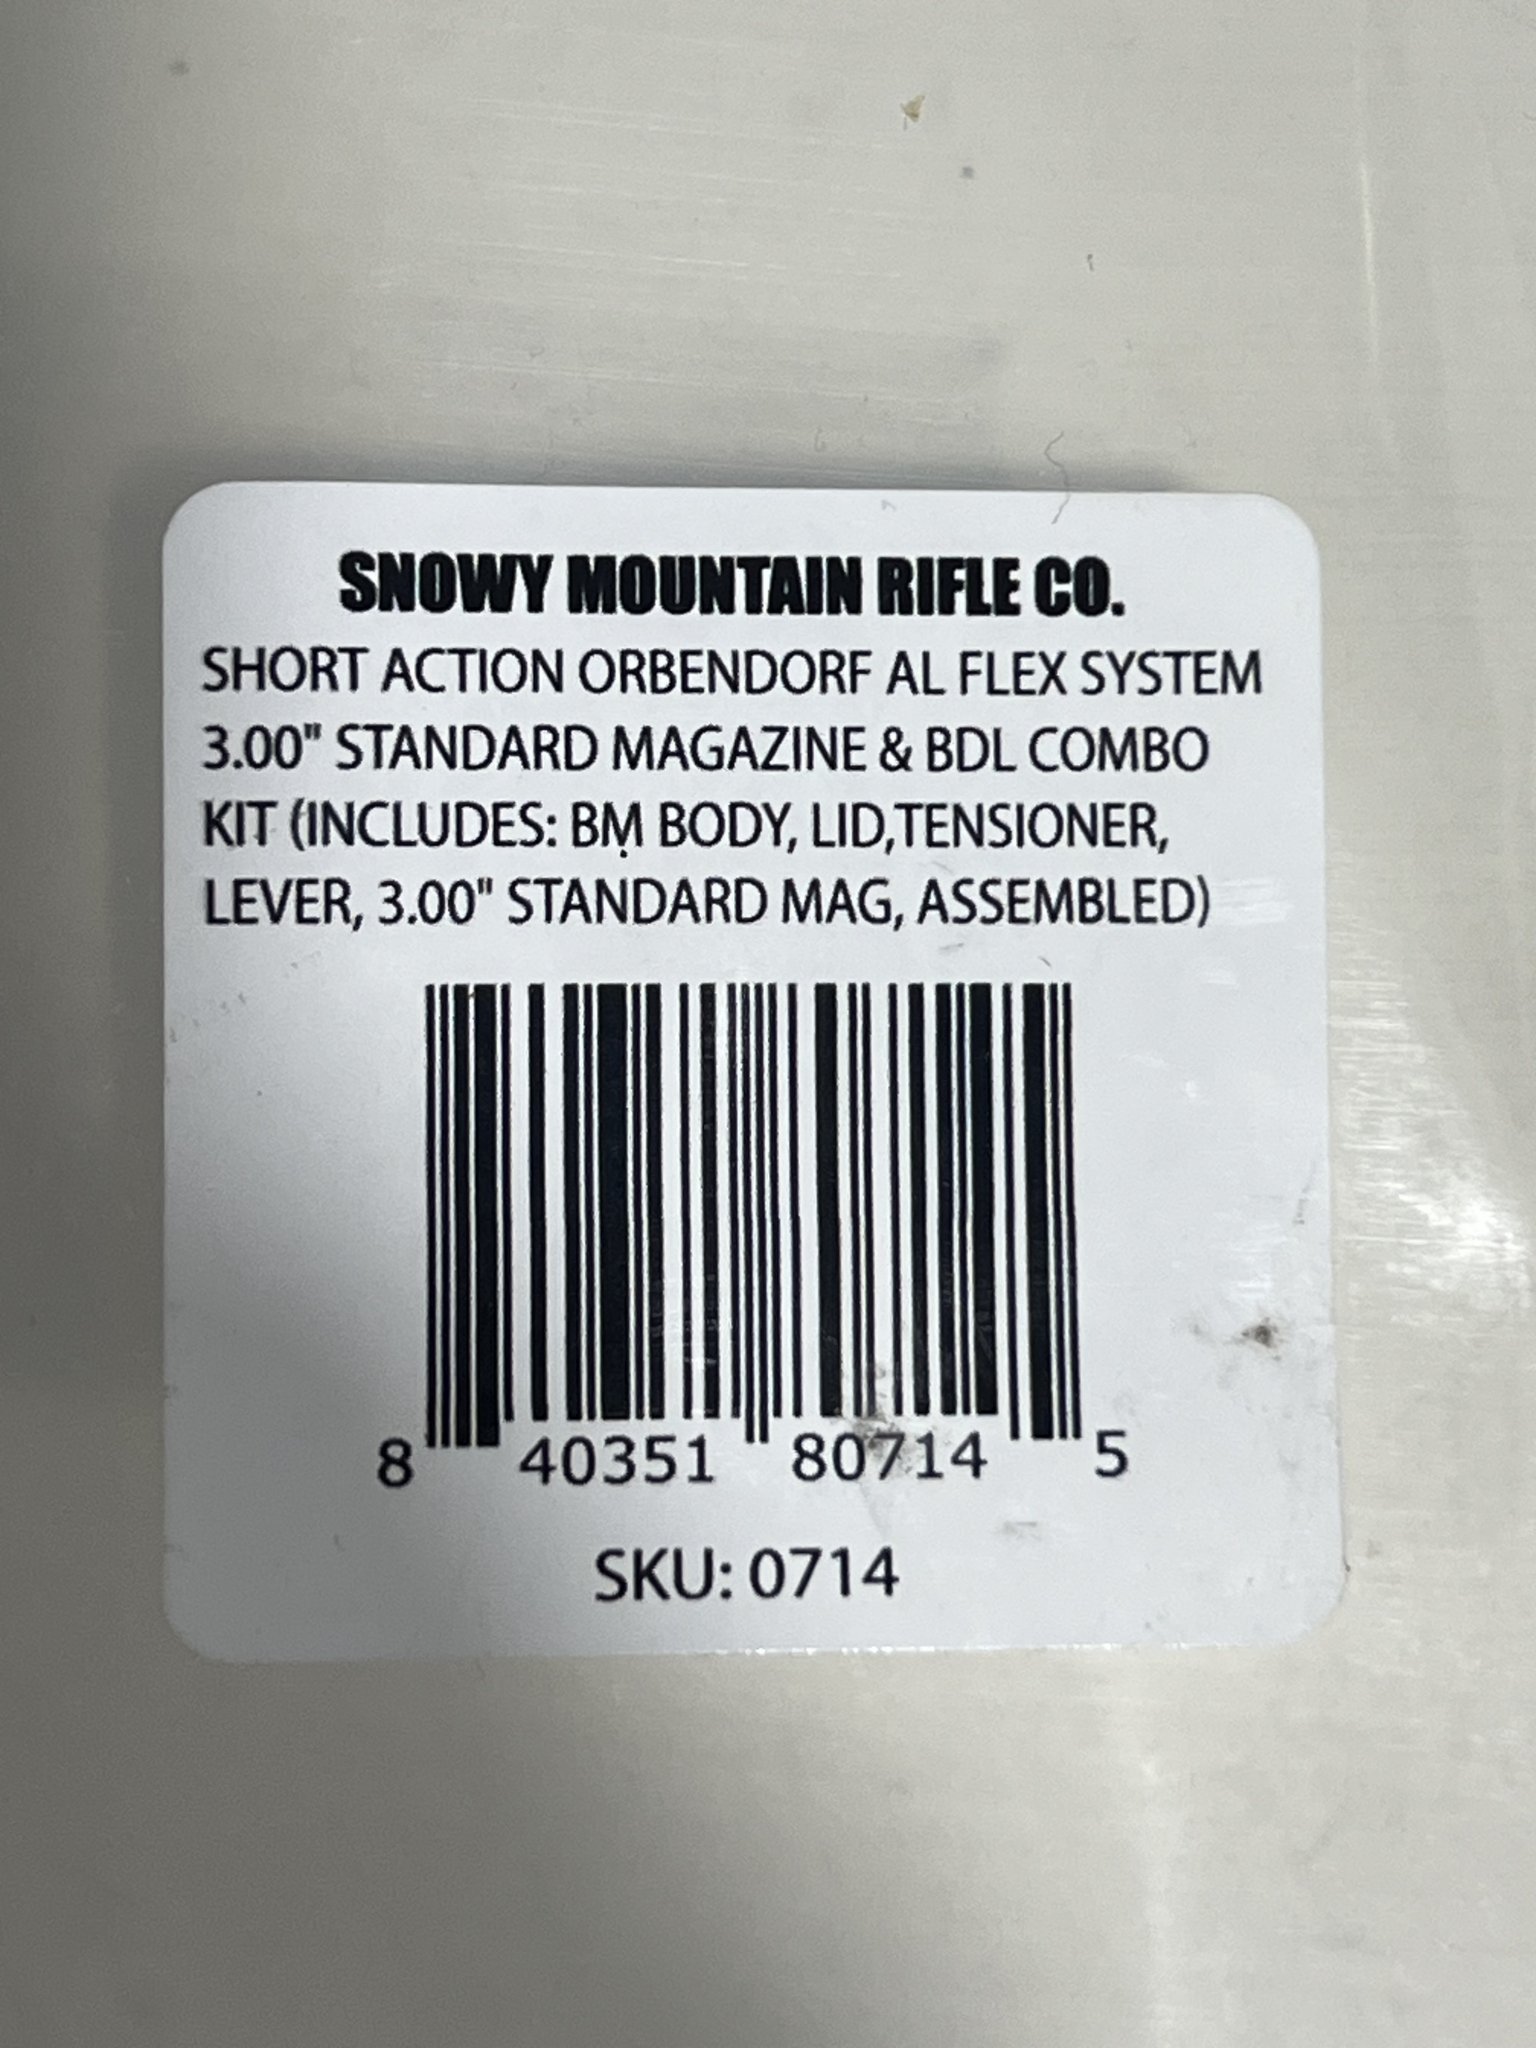 SNOWY MOUNTAIN RIFLE CO.
SHORT ACTION ORBENDORF AL FLEX SYSTEM
3.00" STANDARD MAGAZINE & BDL COMBO
KIT (INCLUDES: BM BODY, LID,TENSIONER,
LEVER, 3.00" STANDARD MAG, ASSEMBLED)
8 40351 80714 5
SKU: 0714